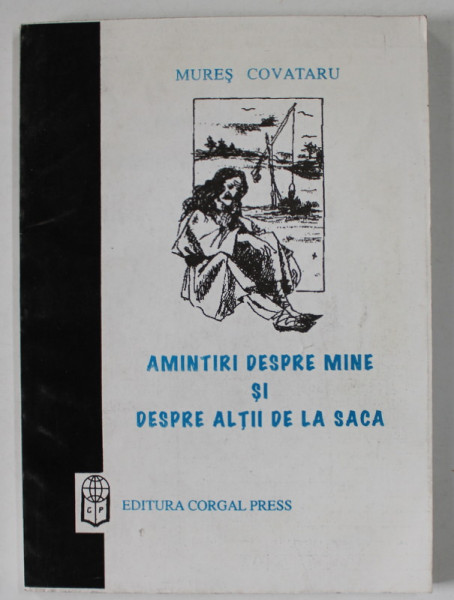 MUREŞ COVATARU
AMINTIRI DESPRE MINE
ŞI
DESPRE ALŢII DE LA SACA
C P
EDITURA CORGAL PRESS